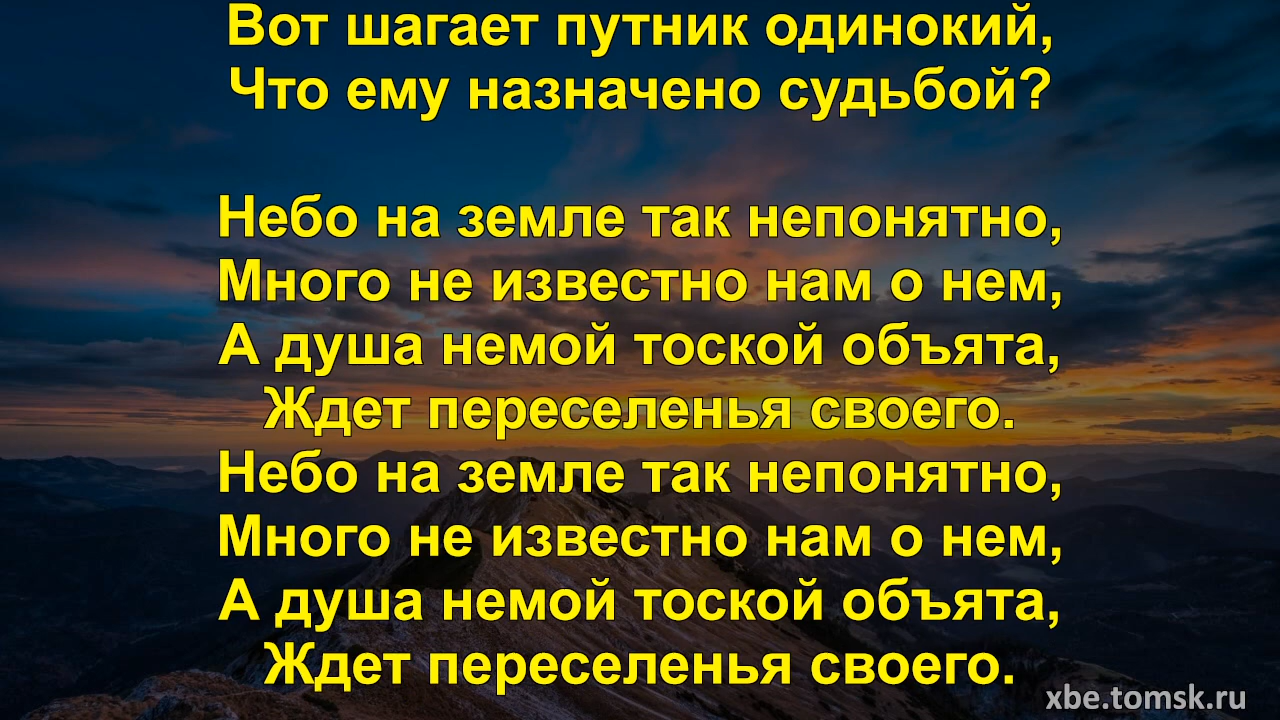 Вот шагает путник одинокий,
Что ему назначено судьбой?
Небо на земле так непонятно,
Много не известно нам о нем,
А душа немой тоской объята,
Ждет переселенья своего.
Небо на земле так непонятно,
Много не известно нам о нем,
А душа немой тоской объята,
Ждет переселенья своего.
xbe.tomsk.ru